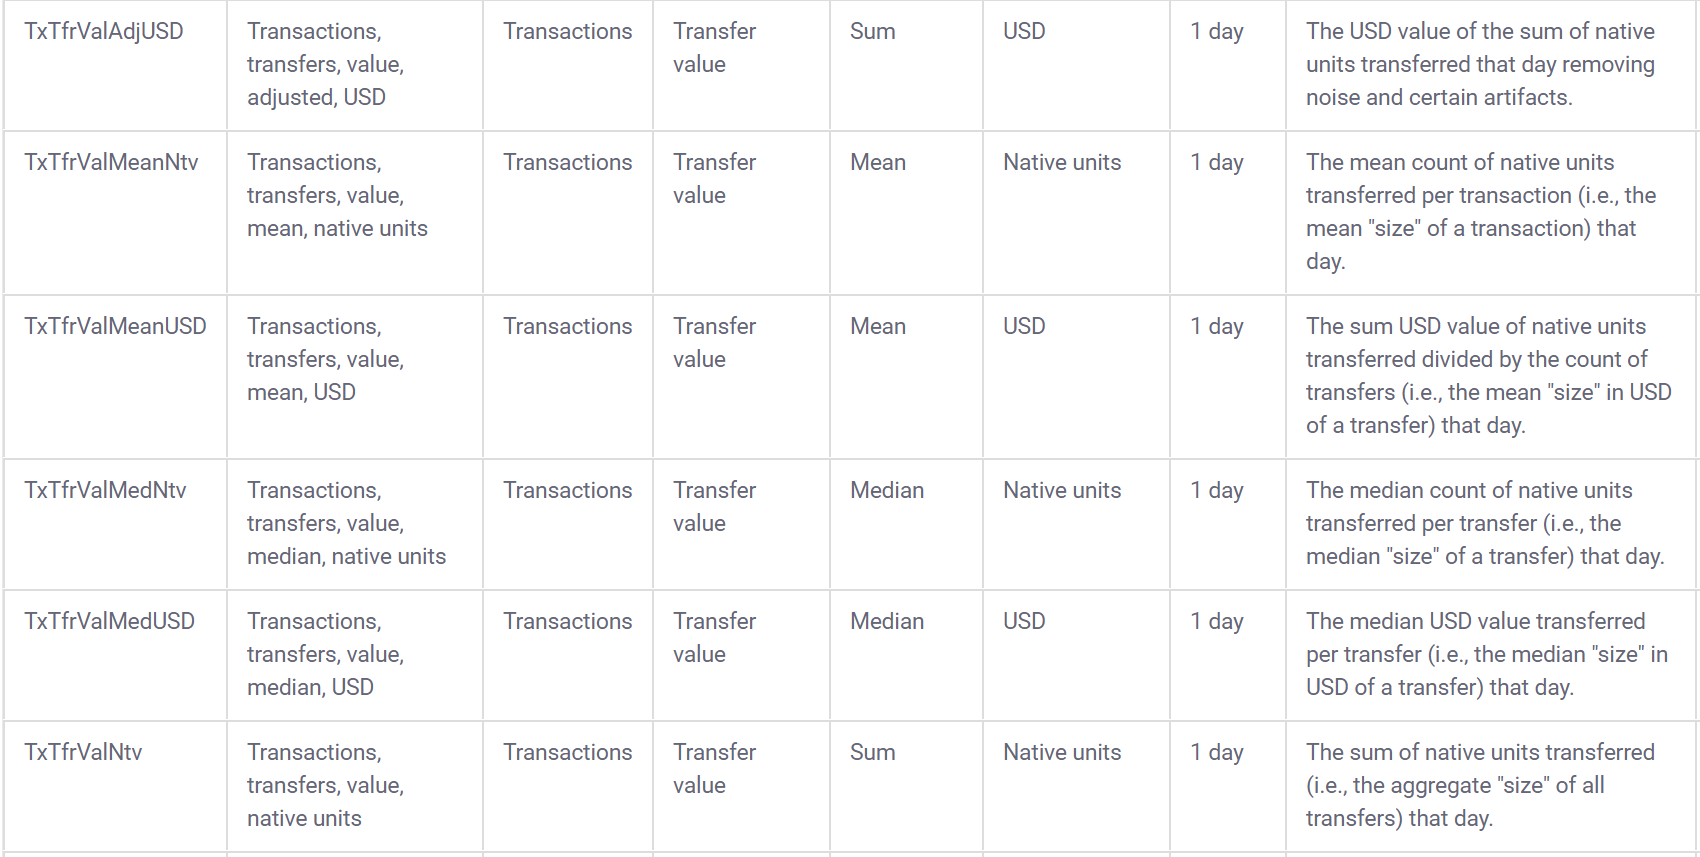 TxTfrValAdjUSD
Transactions,
transfers, value,
adjusted, USD
Transactions
Transfer
value
Sum
USD
1 day
The USD value of the sum of native
units transferred that day removing
noise and certain artifacts.
TxTfrValMeanNtv
Transactions,
transfers, value,
mean, native units
Transactions
Transfer
value
Mean
Native units
1 day
The mean count of native units
transferred per transaction (i.e., the
mean "size" of a transaction) that
day.
TxTfrValMeanUSD
Transactions,
transfers, value,
mean, USD
Transactions
Transfer
value
Mean
USD
1 day
The sum USD value of native units
transferred divided by the count of
transfers (i.e., the mean "size" in USD
of a transfer) that day.
TxTfrValMedNtv
Transactions,
transfers, value,
median, native units
Transactions
Transfer
value
Median
Native units
1 day
The median count of native units
transferred per transfer (i.e., the
median "size" of a transfer) that day.
TxTfrValMedUSD
Transactions,
transfers, value,
median, USD
Transactions
Transfer
value
Median
USD
1 day
The median USD value transferred
per transfer (i.e., the median "size" in
USD of a transfer) that day.
TxTfrValNtv
Transactions,
transfers, value,
native units
Transactions
Transfer
value
Sum
Native units
1 day
The sum of native units transferred
(i.e., the aggregate "size" of all
transfers) that day.